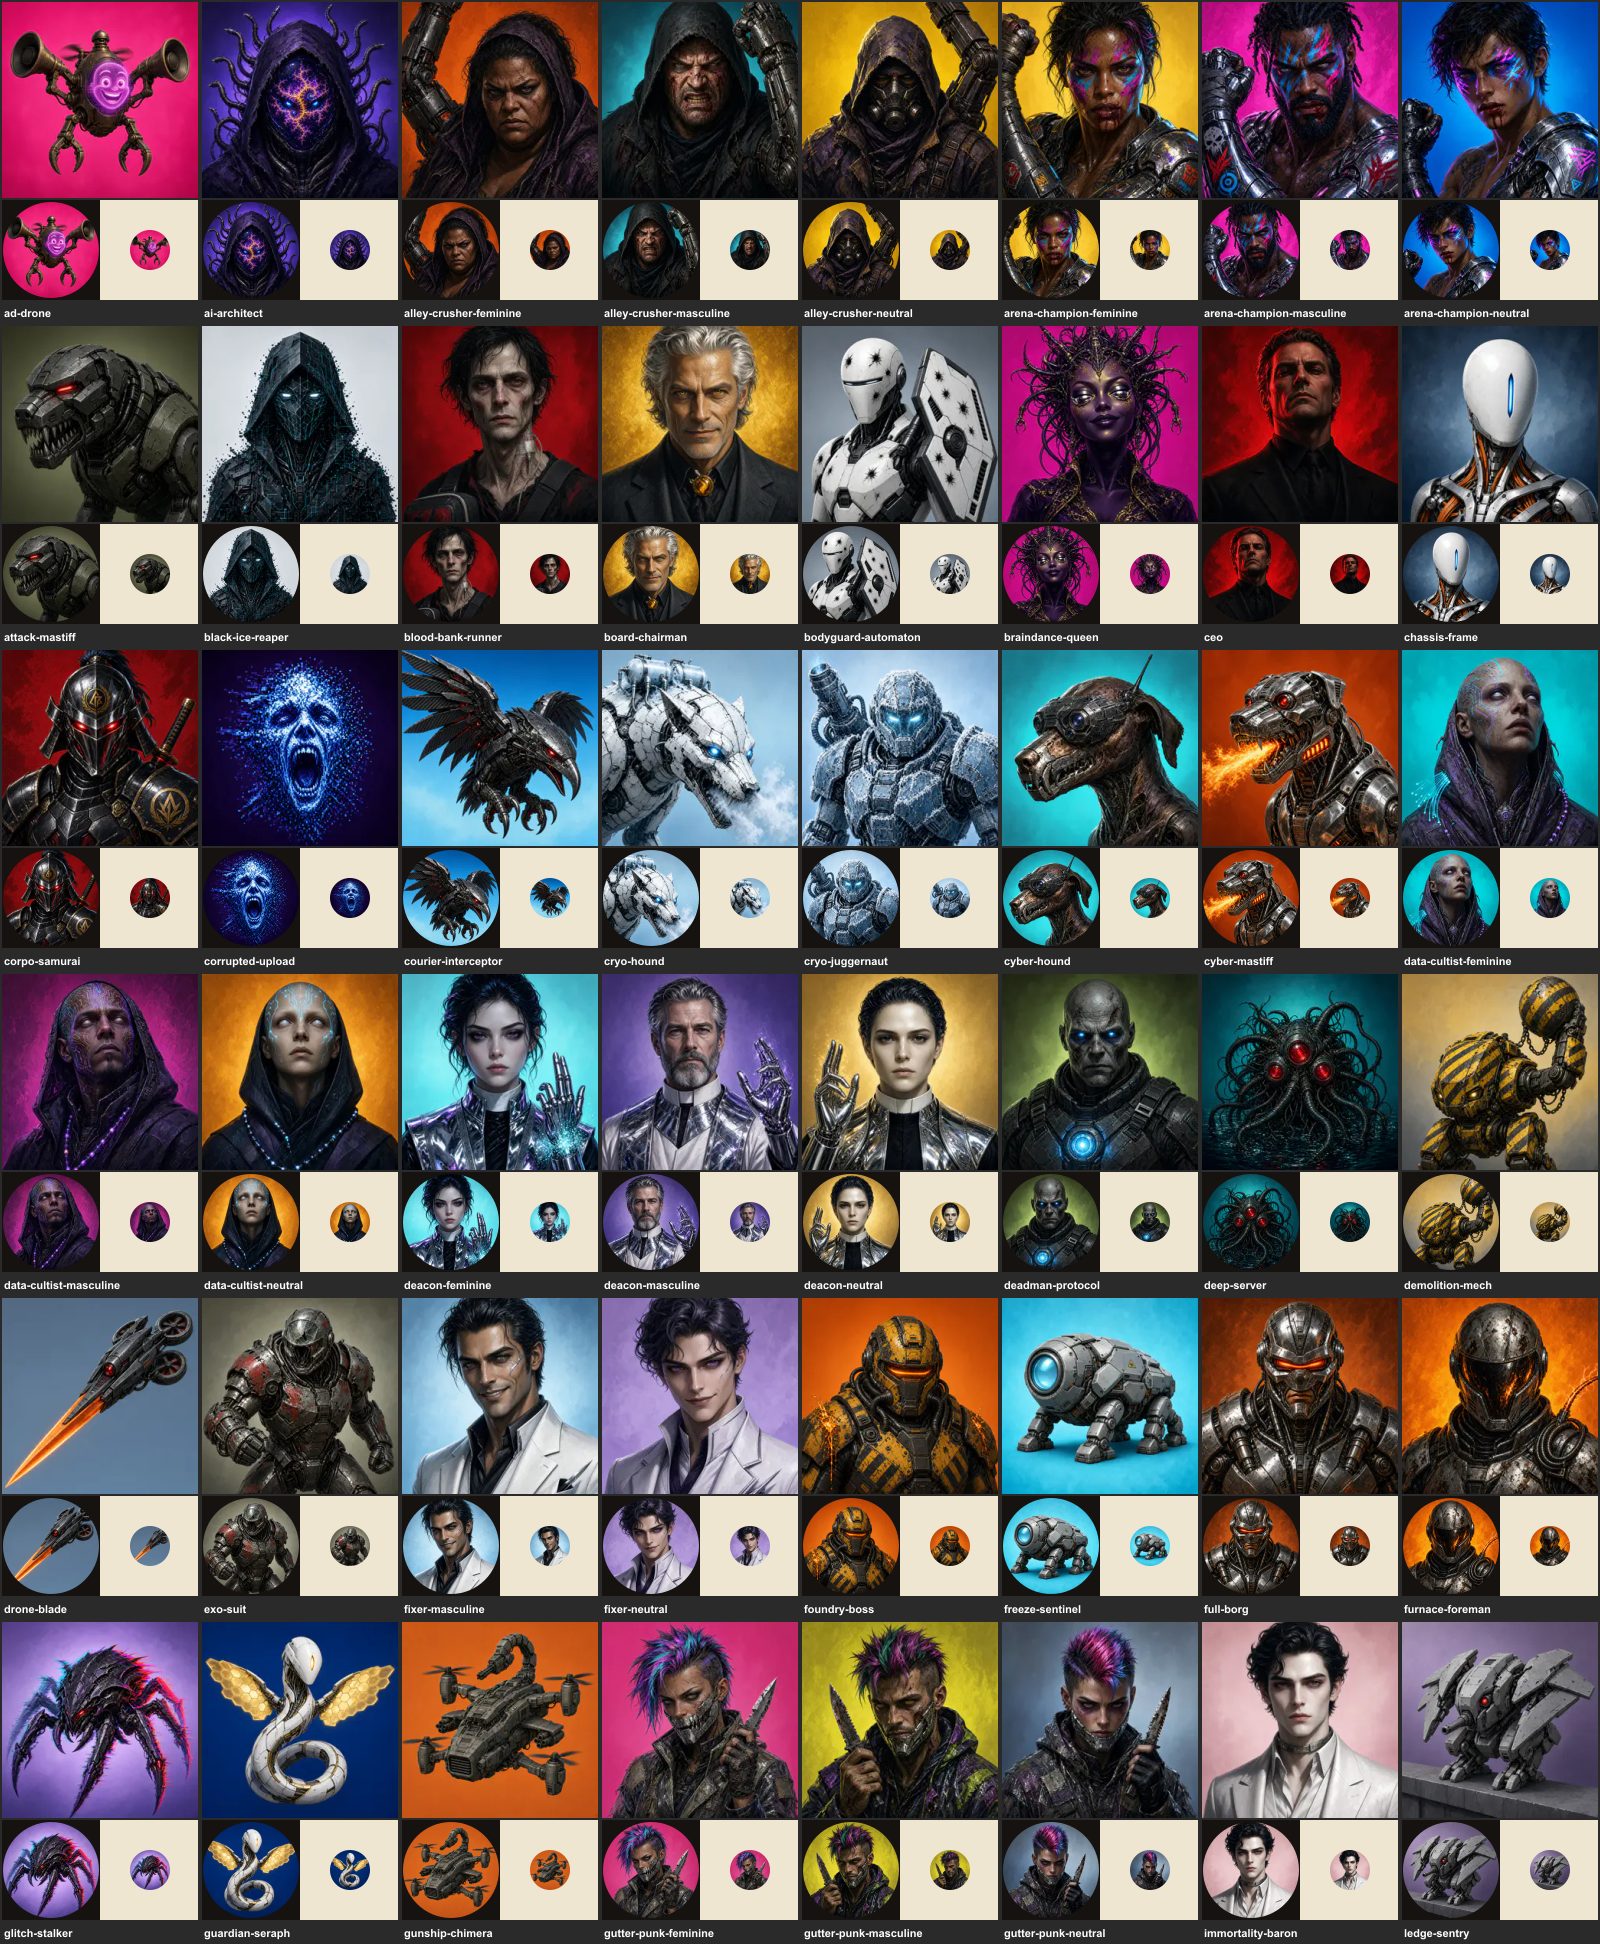 ad-drone
ai-architect
alley-crusher-feminine
alley-crusher-masculine
alley-crusher-neutral
arena-champion-feminine
arena-champion-masculine
arena-champion-neutral
attack-mastiff
black-ice-reaper
blood-bank-runner
board-chairman
bodyguard-automaton
braindance-queen
ceo
chassis-frame
corpo-samurai
corrupted-upload
courier-interceptor
cryo-hound
cryo-juggernaut
cyber-hound
cyber-mastiff
data-cultist-feminine
data-cultist-masculine
data-cultist-neutral
deacon-feminine
deacon-masculine
deacon-neutral
deadman-protocol
deep-server
demolition-mech
drone-blade
exo-suit
fixer-masculine
fixer-neutral
foundry-boss
freeze-sentinel
full-borg
furnace-foreman
glitch-stalker
guardian-seraph
gunship-chimera
gutter-punk-feminine
gutter-punk-masculine
gutter-punk-neutral
immortality-baron
ledge-sentry